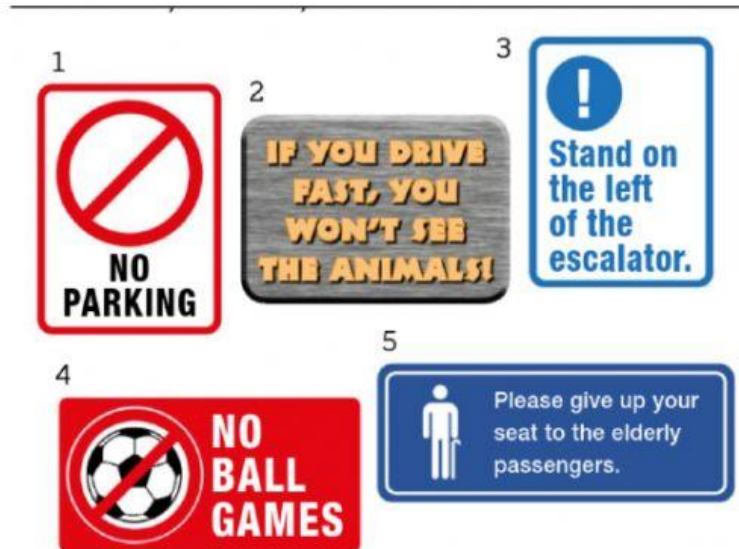 1
NO
PARKING
2
IF YOU DRIVE
FAST, YOU
WON'T SEE
THE ANIMALS!
3
!
Stand on
the left
of the
escalator.
4
NO
BALL
GAMES
5
Please give up your
seat to the elderly
passengers.